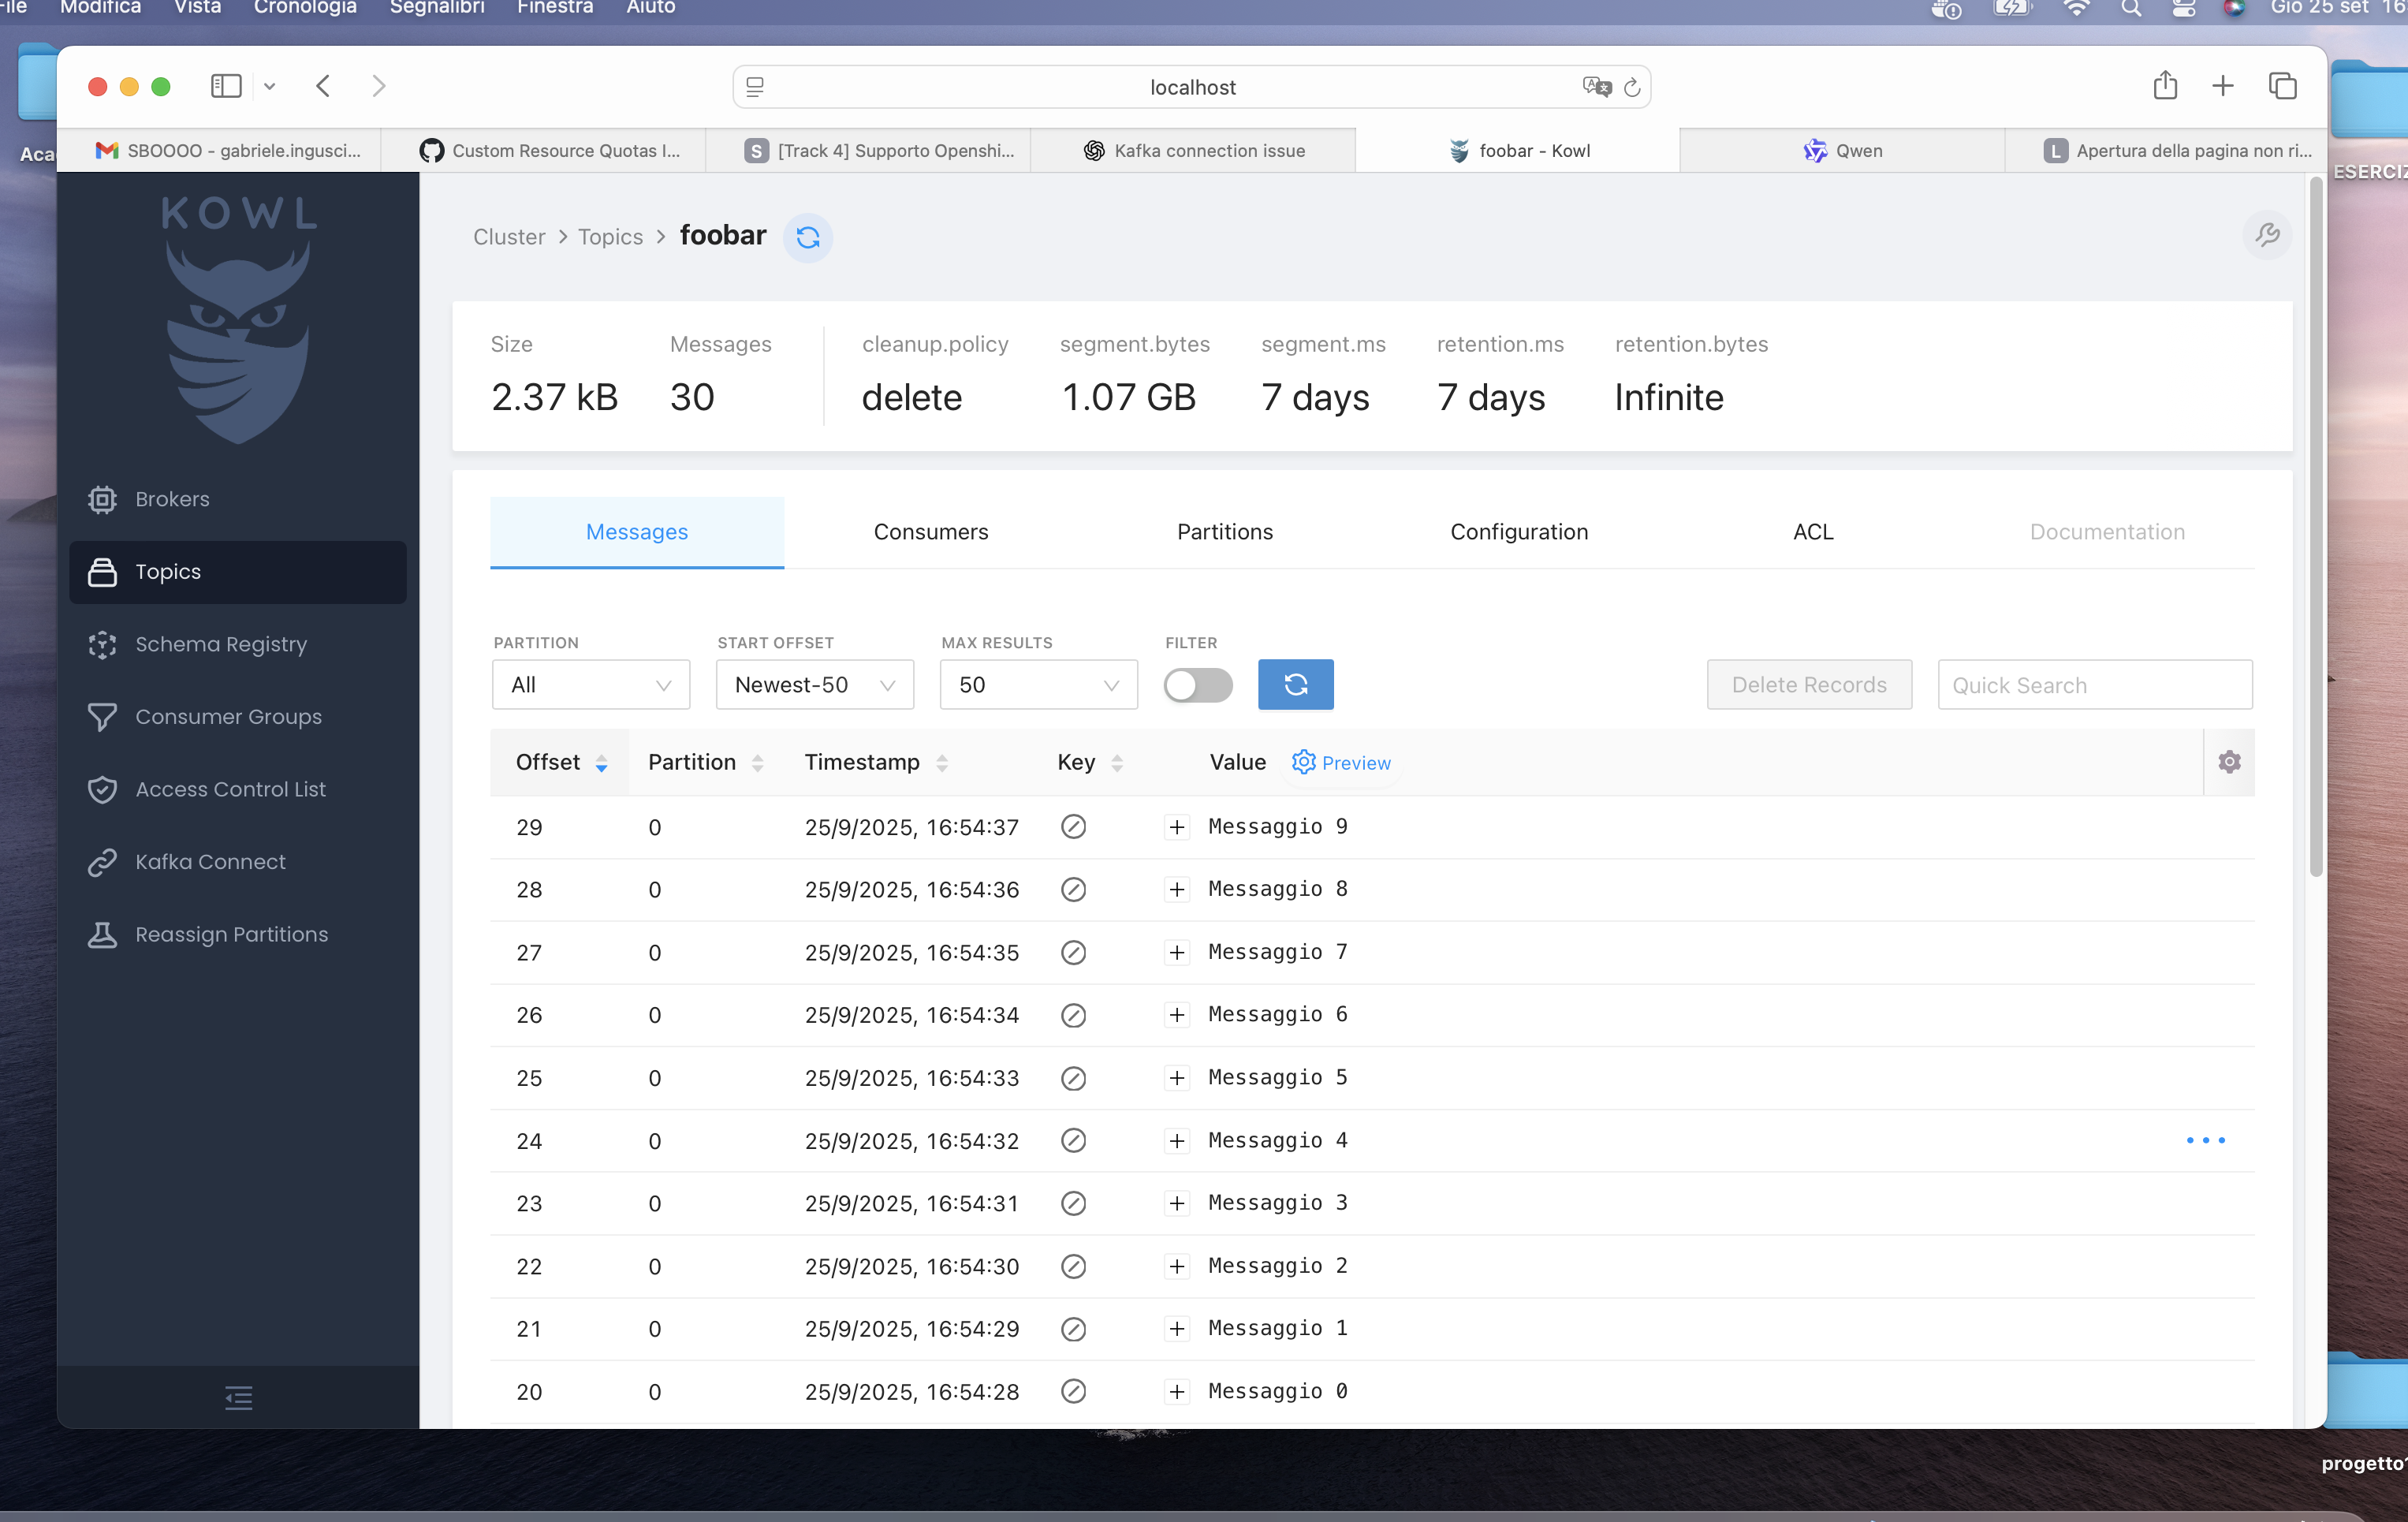 File Modifica Vista Cronologia Segnalibri Finestra Aiuto Gio 25 set 16
localhost
SBOOOO - gabriele.ingusci... Custom Resource Quotas I... [Track 4] Supporto Openshi... Kafka connection issue foobar - Kowl Qwen Apertura della pagina non ri...
ESERCIZ
KOWL
Cluster > Topics > foobar
Size Messages cleanup.policy segment.bytes segment.ms retention.ms retention.bytes
2.37 kB 30 delete 1.07 GB 7 days 7 days Infinite
Brokers
Topics
Schema Registry
Consumer Groups
Access Control List
Kafka Connect
Reassign Partitions
Messages Consumers Partitions Configuration ACL Documentation
PARTITION START OFFSET MAX RESULTS FILTER
All Newest-50 50 Delete Records Quick Search
Offset Partition Timestamp Key Value Preview
29 0 25/9/2025, 16:54:37 Messaggio 9
28 0 25/9/2025, 16:54:36 Messaggio 8
27 0 25/9/2025, 16:54:35 Messaggio 7
26 0 25/9/2025, 16:54:34 Messaggio 6
25 0 25/9/2025, 16:54:33 Messaggio 5
24 0 25/9/2025, 16:54:32 Messaggio 4
23 0 25/9/2025, 16:54:31 Messaggio 3
22 0 25/9/2025, 16:54:30 Messaggio 2
21 0 25/9/2025, 16:54:29 Messaggio 1
20 0 25/9/2025, 16:54:28 Messaggio 0